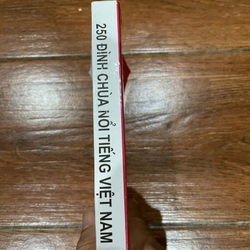 250 ĐÌNH CHÙA NỔI TIẾNG VIỆT NAM